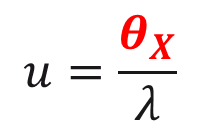 u = θ_X / λ